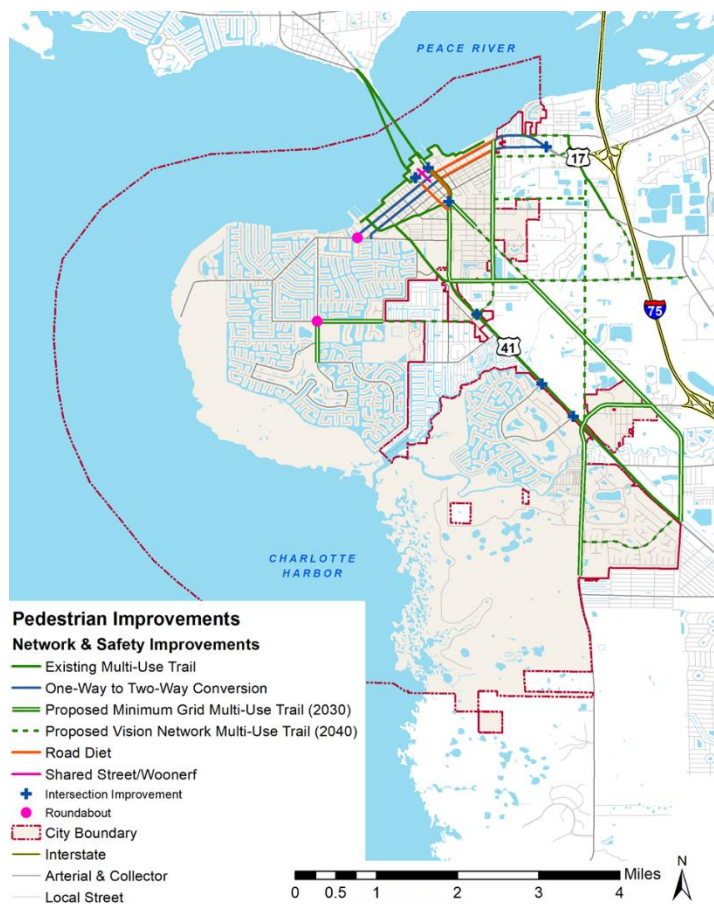 PEACE RIVER
17
75
41
CHARLOTTE
HARBOR
Pedestrian Improvements
Network & Safety Improvements
Existing Multi-Use Trail
One-Way to Two-Way Conversion
Proposed Minimum Grid Multi-Use Trail (2030)
Proposed Vision Network Multi-Use Trail (2040)
Road Diet
Shared Street/Woonerf
Intersection Improvement
Roundabout
City Boundary
Interstate
Arterial & Collector
Local Street
Miles
0 0.5 1 2 3 4
N